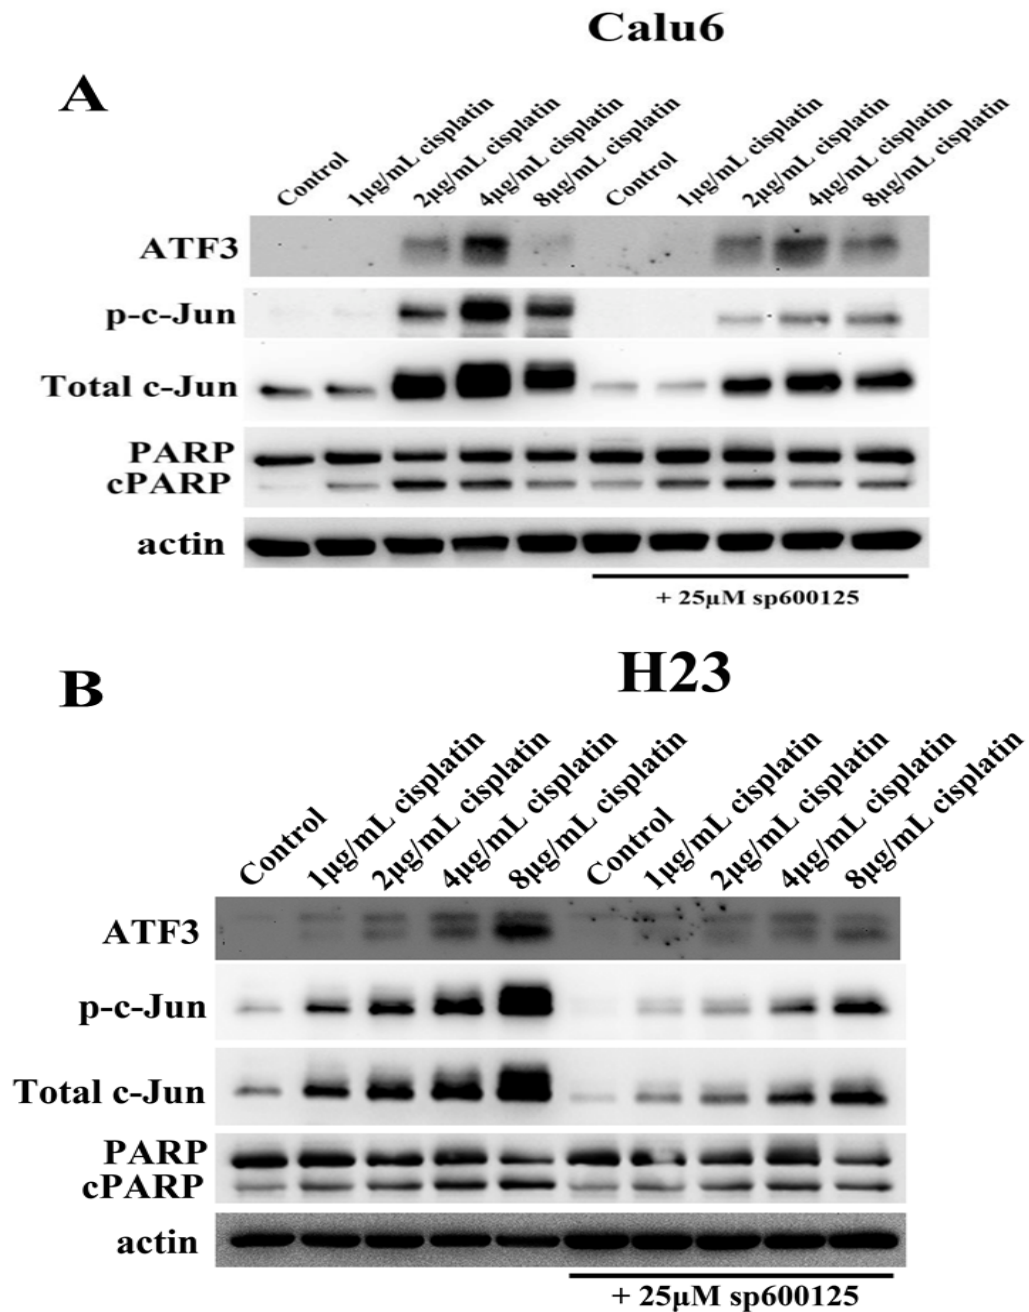 Calu6
A
Control
1µg/mL cisplatin
2µg/mL cisplatin
4µg/mL cisplatin
8µg/mL cisplatin
Control
1µg/mL cisplatin
2µg/mL cisplatin
4µg/mL cisplatin
8µg/mL cisplatin
ATF3
p-c-Jun
Total c-Jun
PARP
cPARP
actin
+ 25µM sp600125
H23
B
Control
1µg/mL cisplatin
2µg/mL cisplatin
4µg/mL cisplatin
8µg/mL cisplatin
Control
1µg/mL cisplatin
2µg/mL cisplatin
4µg/mL cisplatin
8µg/mL cisplatin
ATF3
p-c-Jun
Total c-Jun
PARP
cPARP
actin
+ 25µM sp600125